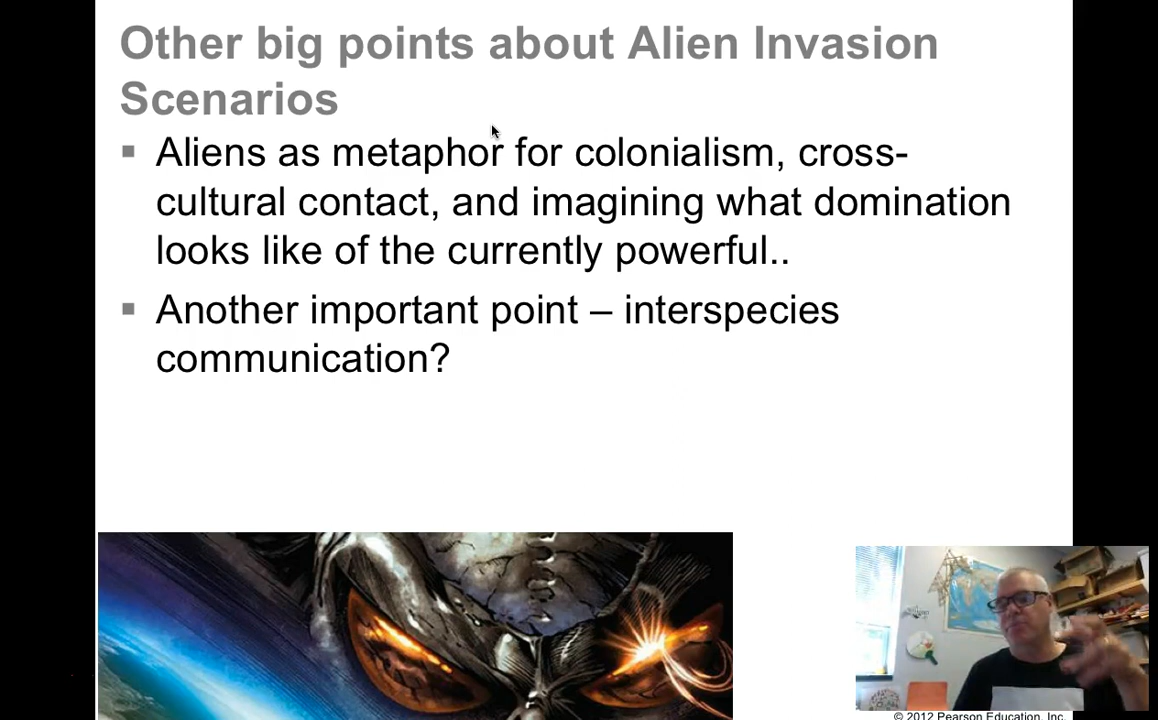 Other big points about Alien Invasion
Scenarios
▪ Aliens as metaphor for colonialism, cross-
cultural contact, and imagining what domination
looks like of the currently powerful..
▪ Another important point – interspecies
communication?
© 2012 Pearson Education, Inc.